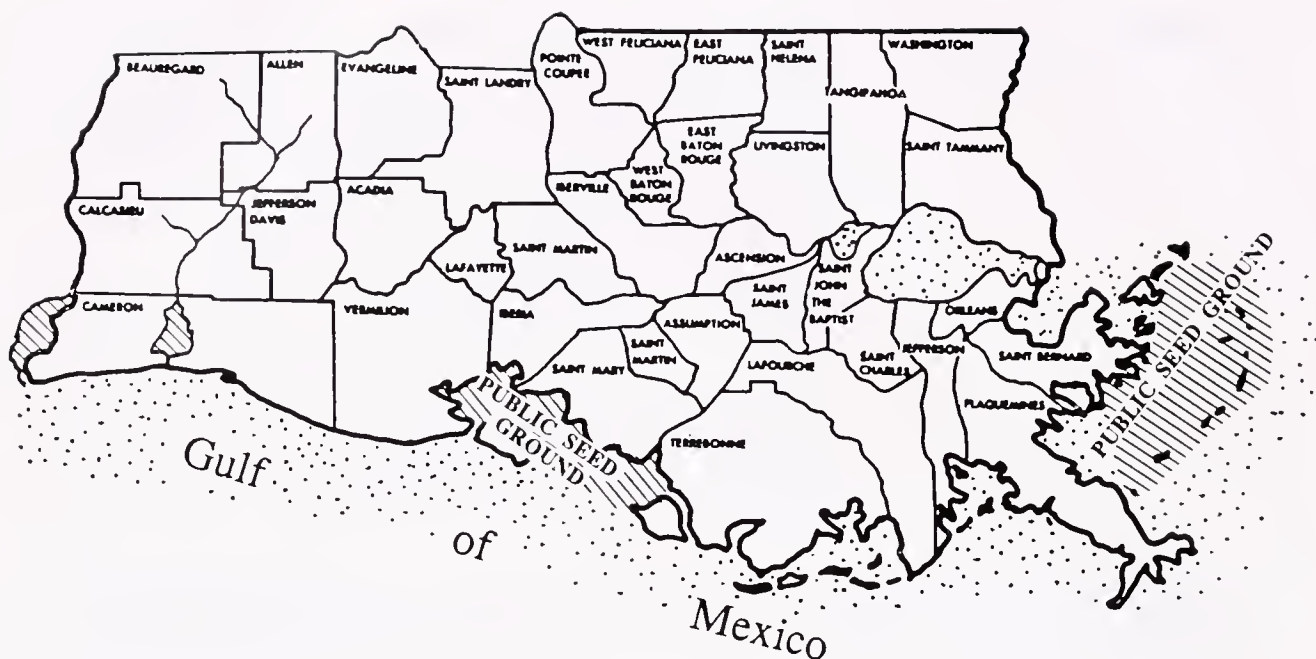 BEAUREGARD
ALLEN
EVANGELINE
SAINT LANDRY
POINTE
COUPEE
WEST FELICIANA
EAST
FELICIANA
SAINT
HELENA
WASHINGTON
TANGIPAHOA
EAST
BATON
ROUGE
LIVINGSTON
SAINT TAMMANY
WEST
BATON
ROUGE
IBERVILLE
ACADIA
CALCASIEU
JEFFERSON
DAVIS
SAINT MARTIN
LAFAYETTE
ASCENSION
SAINT
JAMES
SAINT
JOHN
THE
BAPTIST
CAMERON
VERMILION
IBERIA
ASSUMPTION
ORLEANS
SAINT
MARTIN
SAINT MARY
LAFOURCHE
SAINT
CHARLES
JEFFERSON
SAINT BERNARD
PLAQUEMINES
TERREBONNE
PUBLIC SEED
GROUND
PUBLIC SEED GROUND
Gulf
of
Mexico